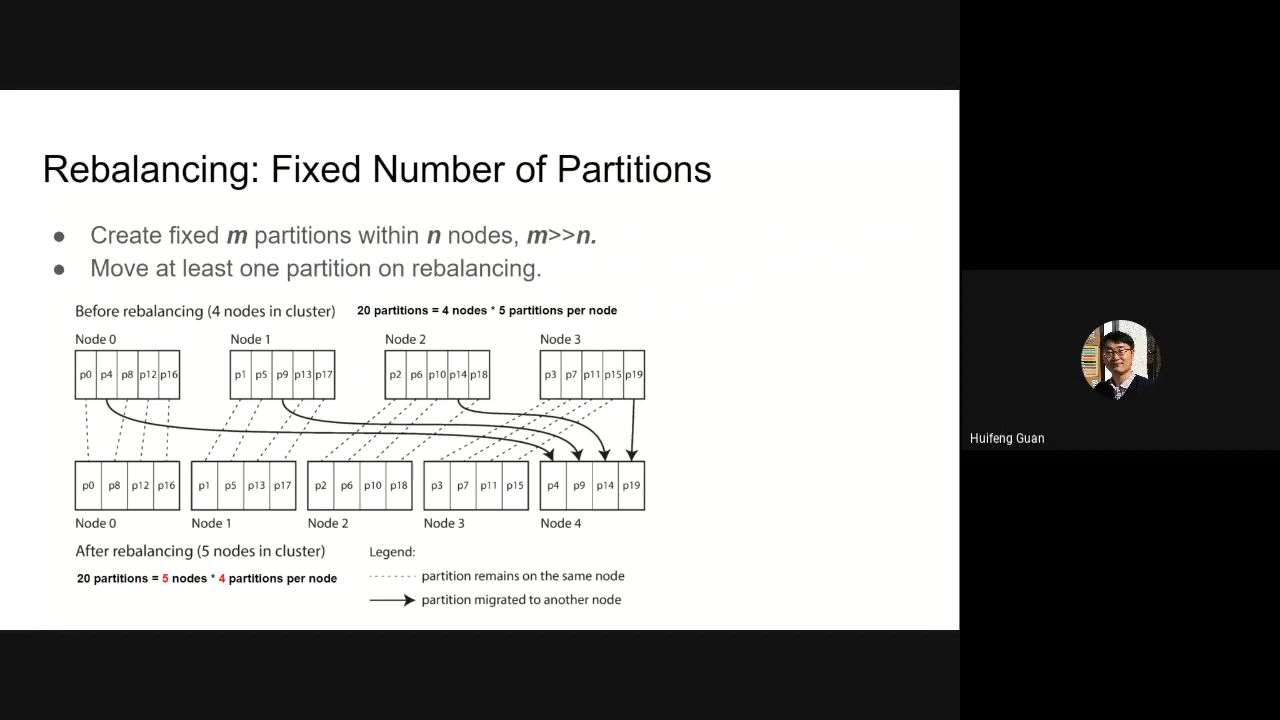 Rebalancing: Fixed Number of Partitions
● Create fixed m partitions within n nodes, m>>n.
● Move at least one partition on rebalancing.
Before rebalancing (4 nodes in cluster) 20 partitions = 4 nodes * 5 partitions per node
Node 0 Node 1 Node 2 Node 3
p0 p4 p8 p12 p16 p1 p5 p9 p13 p17 p2 p6 p10 p14 p18 p3 p7 p11 p15 p19
p0 p8 p12 p16 p1 p5 p13 p17 p2 p6 p10 p18 p3 p7 p11 p15 p4 p9 p14 p19
Node 0 Node 1 Node 2 Node 3 Node 4
After rebalancing (5 nodes in cluster) Legend:
20 partitions = 5 nodes * 4 partitions per node
partition remains on the same node
partition migrated to another node
Huifeng Guan